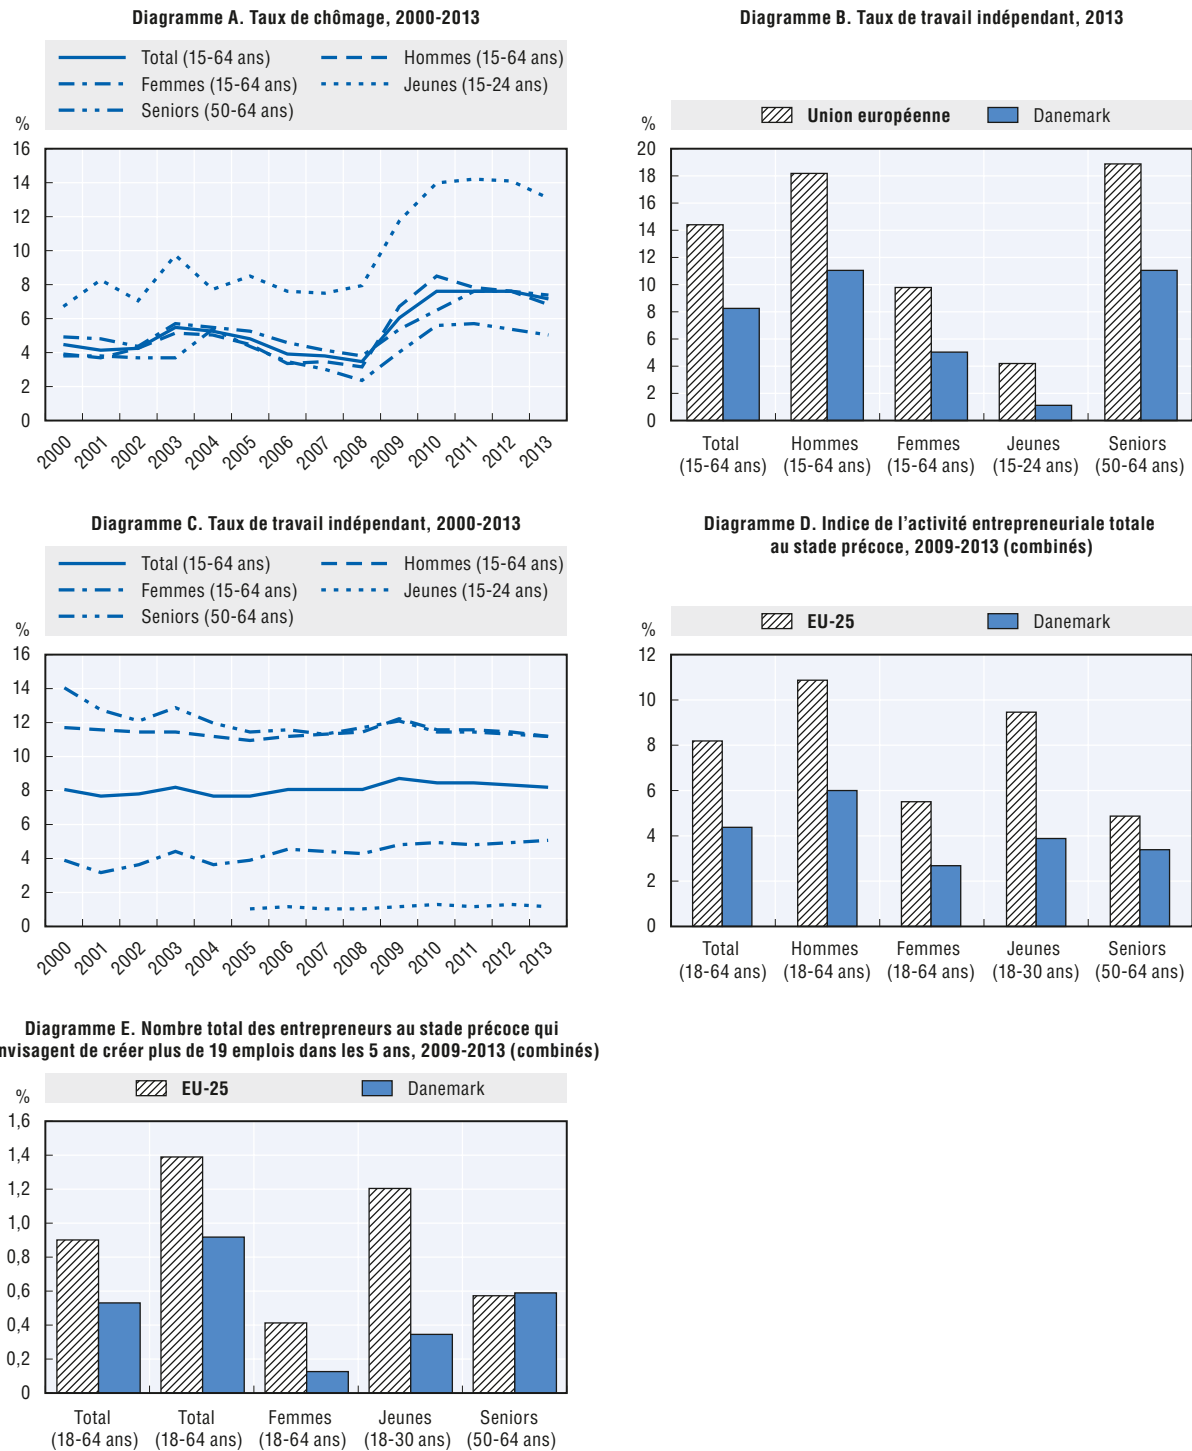 Diagramme A. Taux de chômage, 2000-2013
Total (15-64 ans)
Hommes (15-64 ans)
Femmes (15-64 ans)
Jeunes (15-24 ans)
Seniors (50-64 ans)
%
16
14
12
10
8
6
4
2
0
2000
2001
2002
2003
2004
2005
2006
2007
2008
2009
2010
2011
2012
2013
Diagramme B. Taux de travail indépendant, 2013
Union européenne
Danemark
%
20
18
16
14
12
10
8
6
4
2
0
Total
(15-64 ans)
Hommes
(15-64 ans)
Femmes
(15-64 ans)
Jeunes
(15-24 ans)
Seniors
(50-64 ans)
Diagramme C. Taux de travail indépendant, 2000-2013
Total (15-64 ans)
Hommes (15-64 ans)
Femmes (15-64 ans)
Jeunes (15-24 ans)
Seniors (50-64 ans)
%
16
14
12
10
8
6
4
2
0
2000
2001
2002
2003
2004
2005
2006
2007
2008
2009
2010
2011
2012
2013
Diagramme D. Indice de l'activité entrepreneuriale totale
au stade précoce, 2009-2013 (combinés)
EU-25
Danemark
%
12
10
8
6
4
2
0
Total
(18-64 ans)
Hommes
(18-64 ans)
Femmes
(18-64 ans)
Jeunes
(18-30 ans)
Seniors
(50-64 ans)
Diagramme E. Nombre total des entrepreneurs au stade précoce qui
nvisagent de créer plus de 19 emplois dans les 5 ans, 2009-2013 (combinés)
EU-25
Danemark
%
1,6
1,4
1,2
1,0
0,8
0,6
0,4
0,2
0
Total
(18-64 ans)
Total
(18-64 ans)
Femmes
(18-64 ans)
Jeunes
(18-30 ans)
Seniors
(50-64 ans)